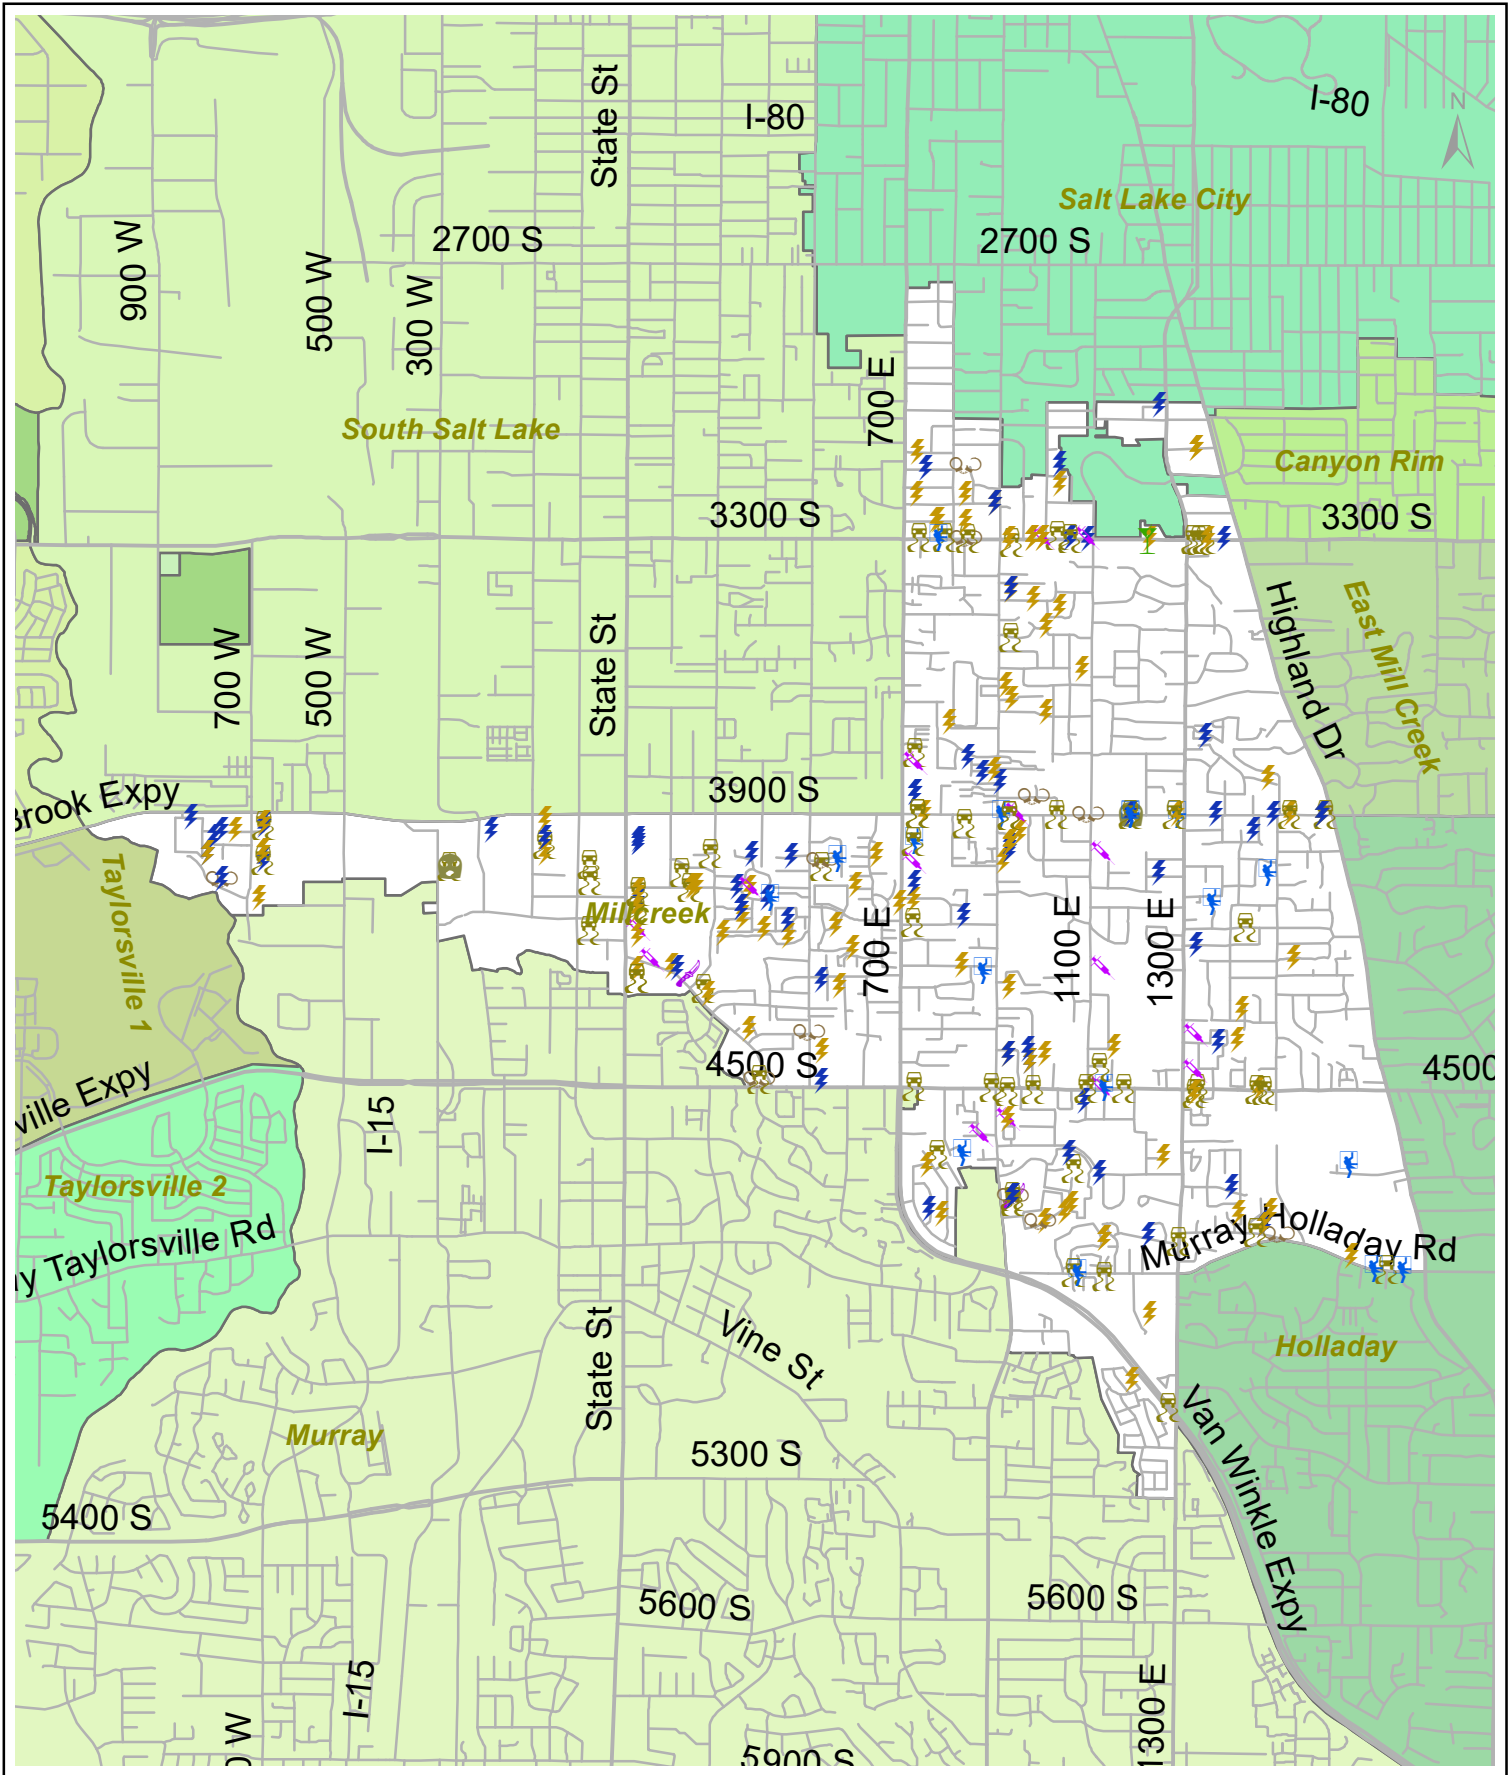 State St
I-80
I-80
N
Salt Lake City
900 W
2700 S
2700 S
500 W
300 W
700 E
South Salt Lake
Canyon Rim
3300 S
3300 S
Highland Dr
East Mill Creek
700 W
500 W
State St
3900 S
Brook Expy
Taylorsville 1
Millcreek
700 E
1100 E
1300 E
4500 S
4500
ville Expy
I-15
Taylorsville 2
y Taylorsville Rd
Murray Holladay Rd
State St
Vine St
Holladay
Murray
Van Winkle Expy
5300 S
5400 S
5600 S
5600 S
I-15
0 W
1300 E
5900 S